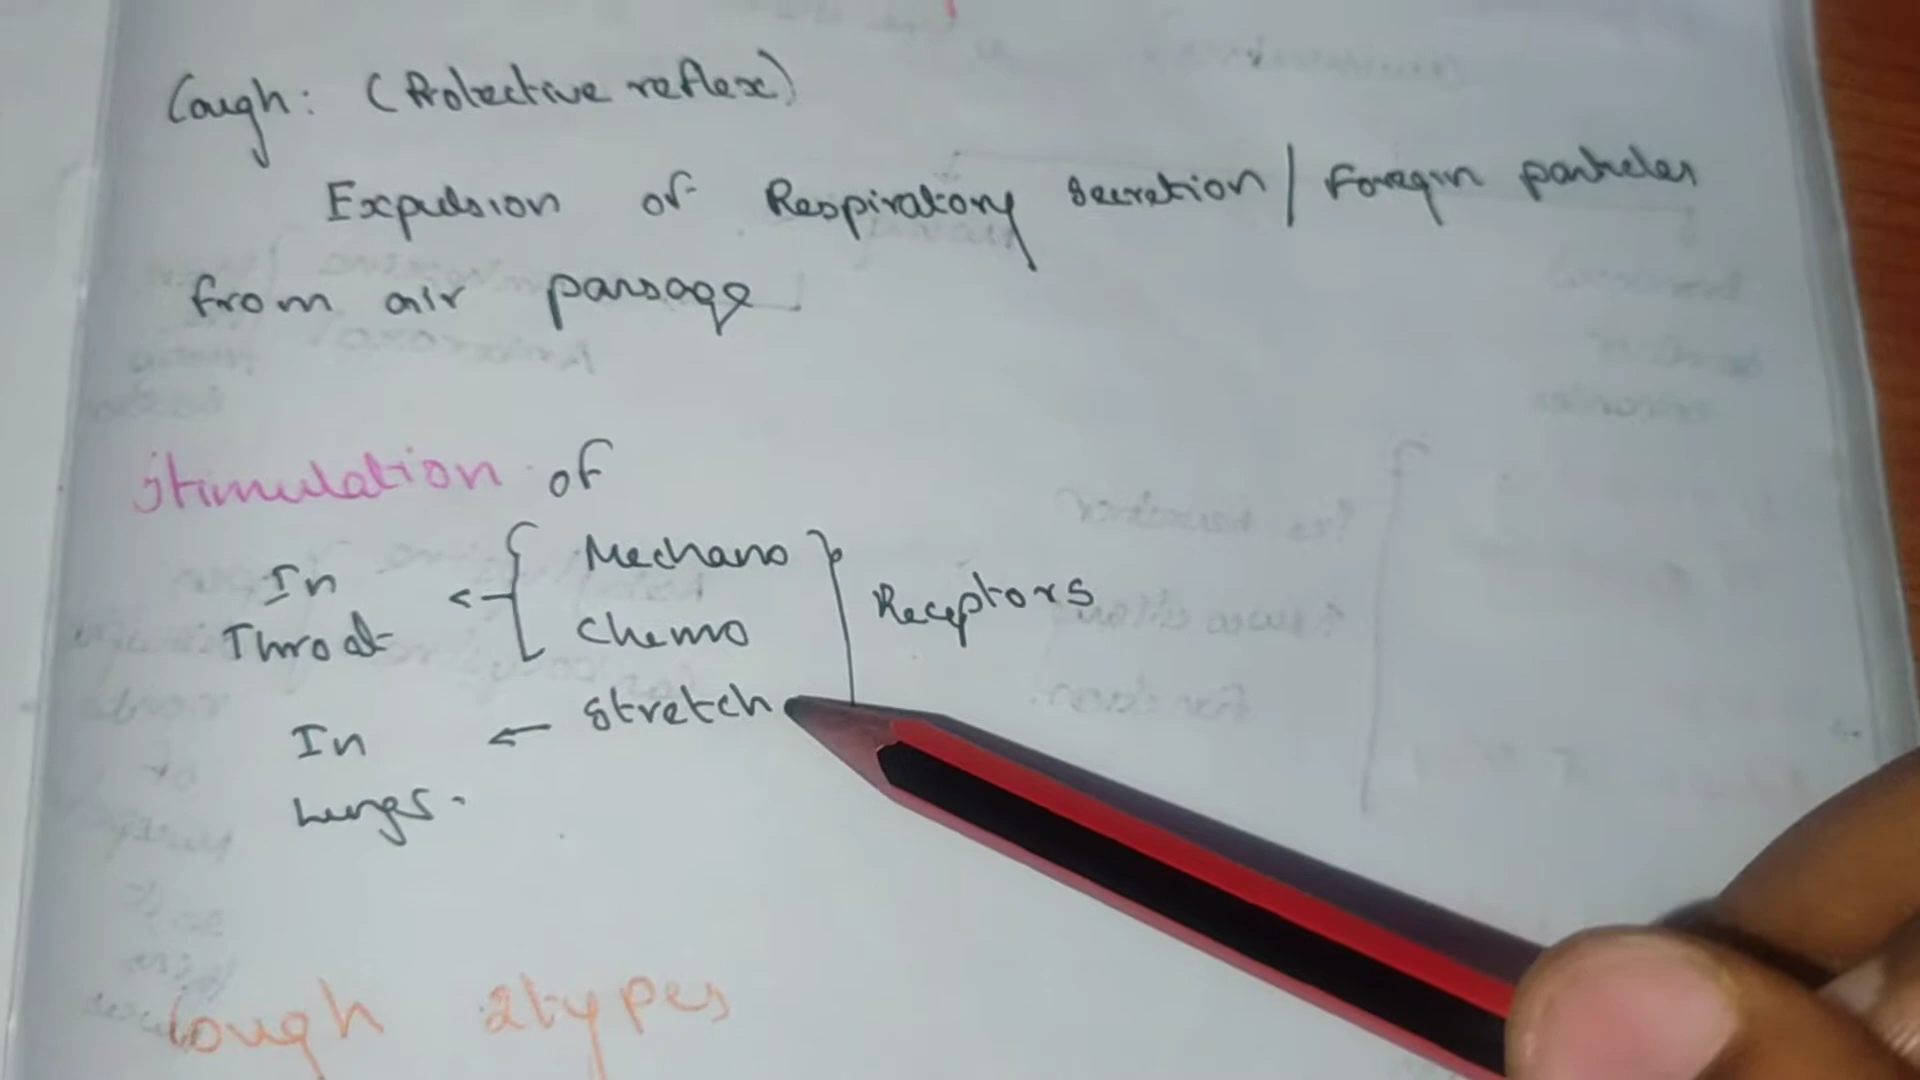 Cough: (Protective reflex)
Expulsion of Respiratory secretion / Foregin particles
from air passage
Stimulation of
In Throat ← { Mechano
Chemo } Receptors
In Lungs. ← Stretch
Cough 2types